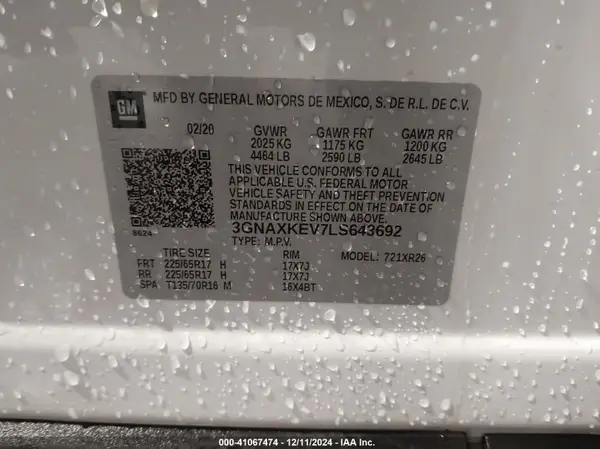 GM
MFD BY GENERAL MOTORS DE MEXICO, S. DE R.L. DE C.V.
02/20 GVWR GAWR FRT GAWR RR
2025 KG 1175 KG 1200 KG
4464 LB 2590 LB 2645 LB
THIS VEHICLE CONFORMS TO ALL
APPLICABLE U.S. FEDERAL MOTOR
VEHICLE SAFETY AND THEFT PREVENTION
STANDARDS IN EFFECT ON THE DATE OF
MANUFACTURE SHOWN ABOVE.
8624 3GNAXKEV7LS643692
TYPE: M.P.V.
TIRE SIZE RIM MODEL: 721XR26
FRT 225/65R17 H 17X7J
RR 225/65R17 H 17X7J
SPA T135/70R16 M 16X4BT
000-41067474 - 12/11/2024 - IAA Inc.